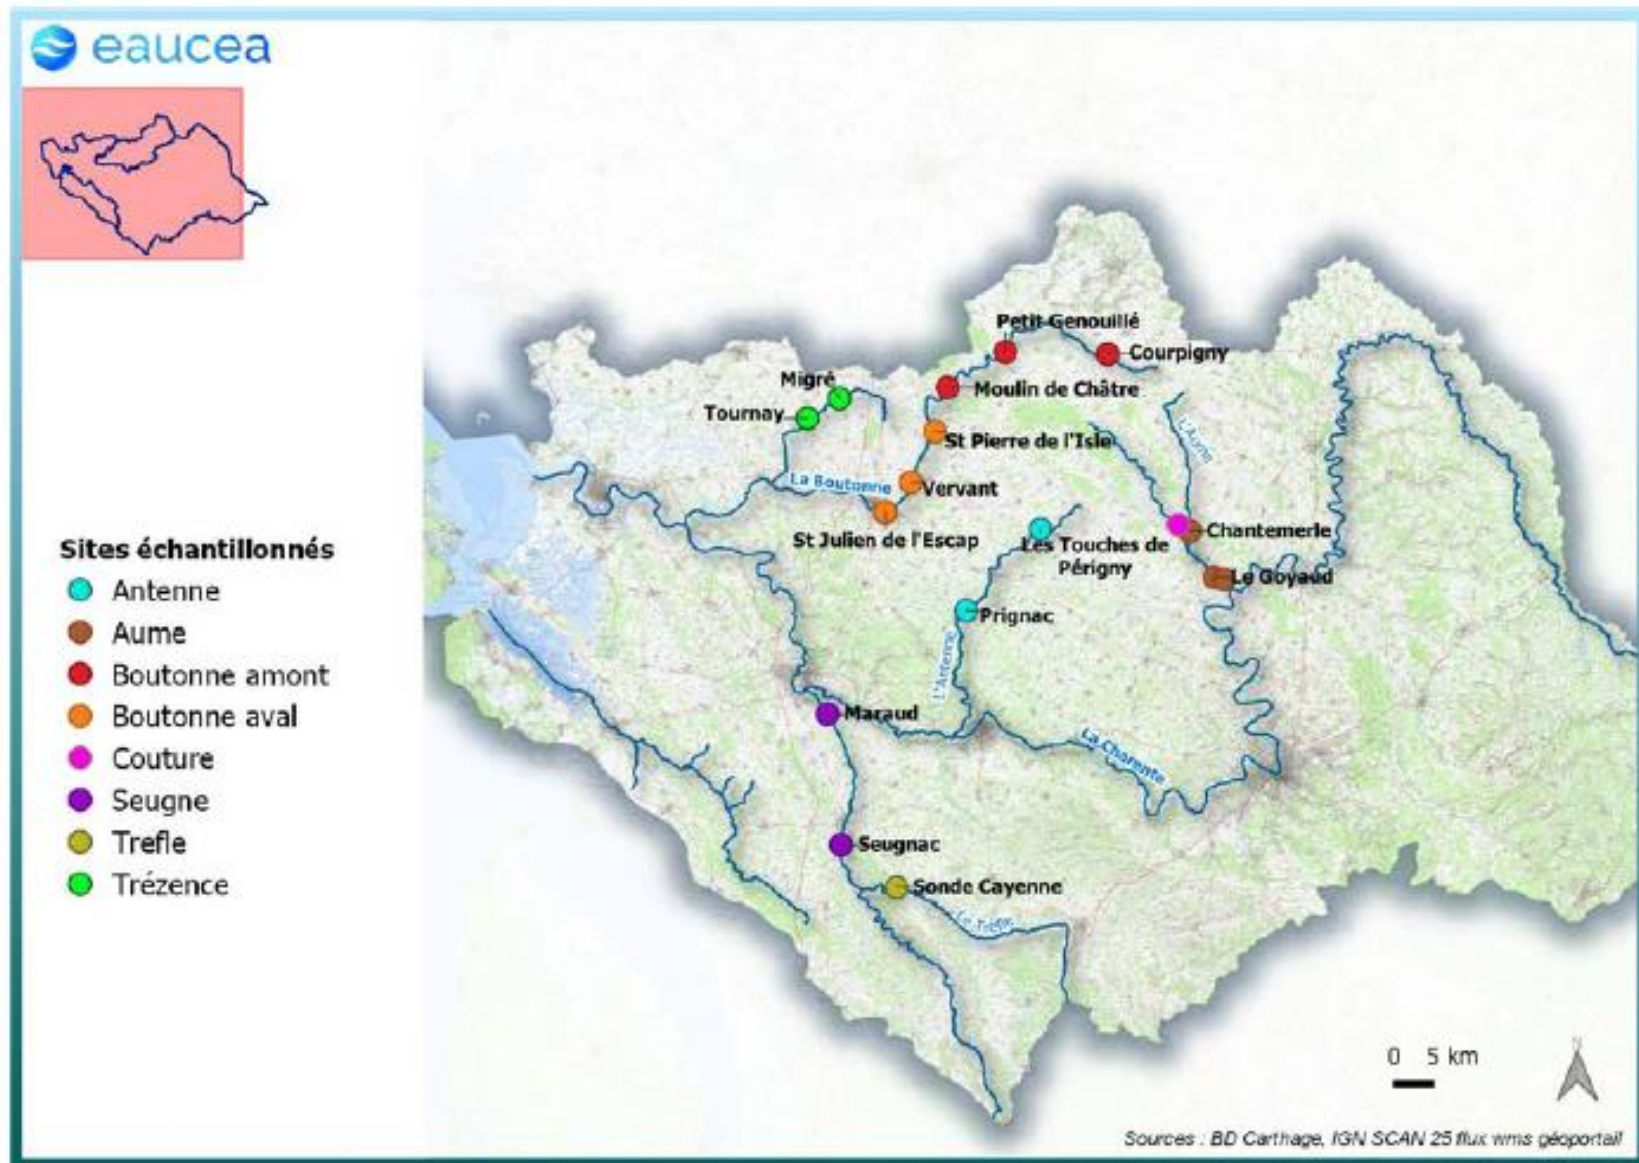 eaucea
Petit Genouillé
Courpigny
Migré
Moulin de Châtre
Tournay
St Pierre de l'Isle
L'Aume
La Boutonne
Vervant
St Julien de l'Escap
Chantemerle
Les Touches de
Périgny
Le Goyaud
Prignac
L'Antenne
Maraud
La Charente
Seugnac
Sonde Cayenne
Le Trèfle
Sites échantillonnés
Antenne
Aume
Boutonne amont
Boutonne aval
Couture
Seugne
Trefle
Trézence
0 5 km
N
Sources : BD Carthage, IGN SCAN 25 flux wms géoportail